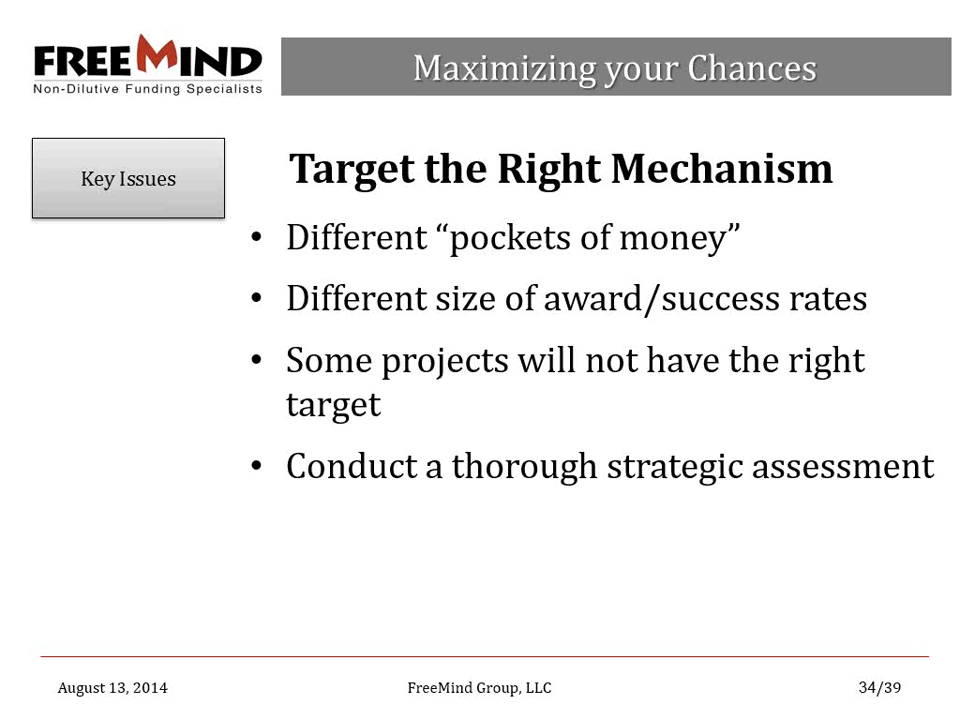 FREEMIND
Non-Dilutive Funding Specialists
Maximizing your Chances
Key Issues
Target the Right Mechanism
• Different “pockets of money”
• Different size of award/success rates
• Some projects will not have the right
target
• Conduct a thorough strategic assessment
August 13, 2014
FreeMind Group, LLC
34/39